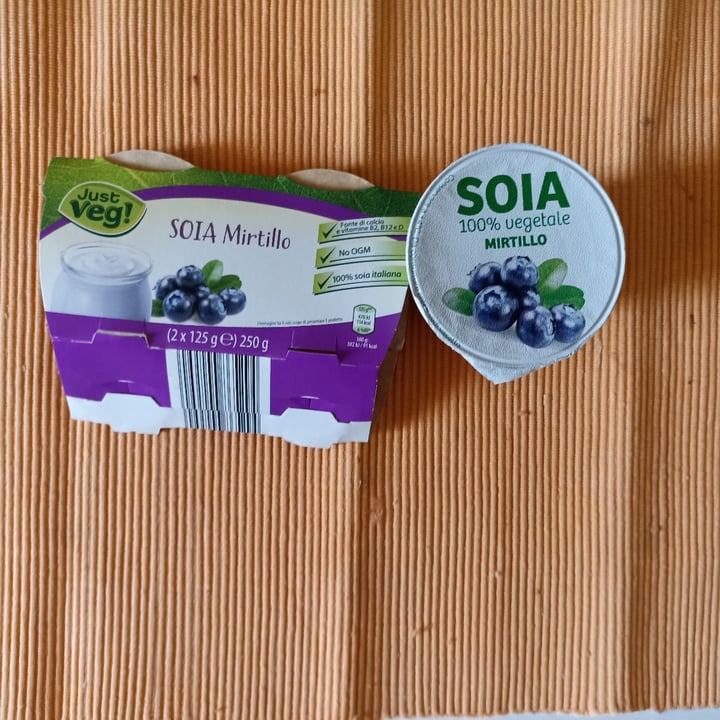 Just
Veg!
SOIA Mirtillo
Fonte di calcio
e vitamine B2, B12 e D
No OGM
100% soia italiana
(2 x 125 g ℮) 250 g
SOIA
100% vegetale
MIRTILLO